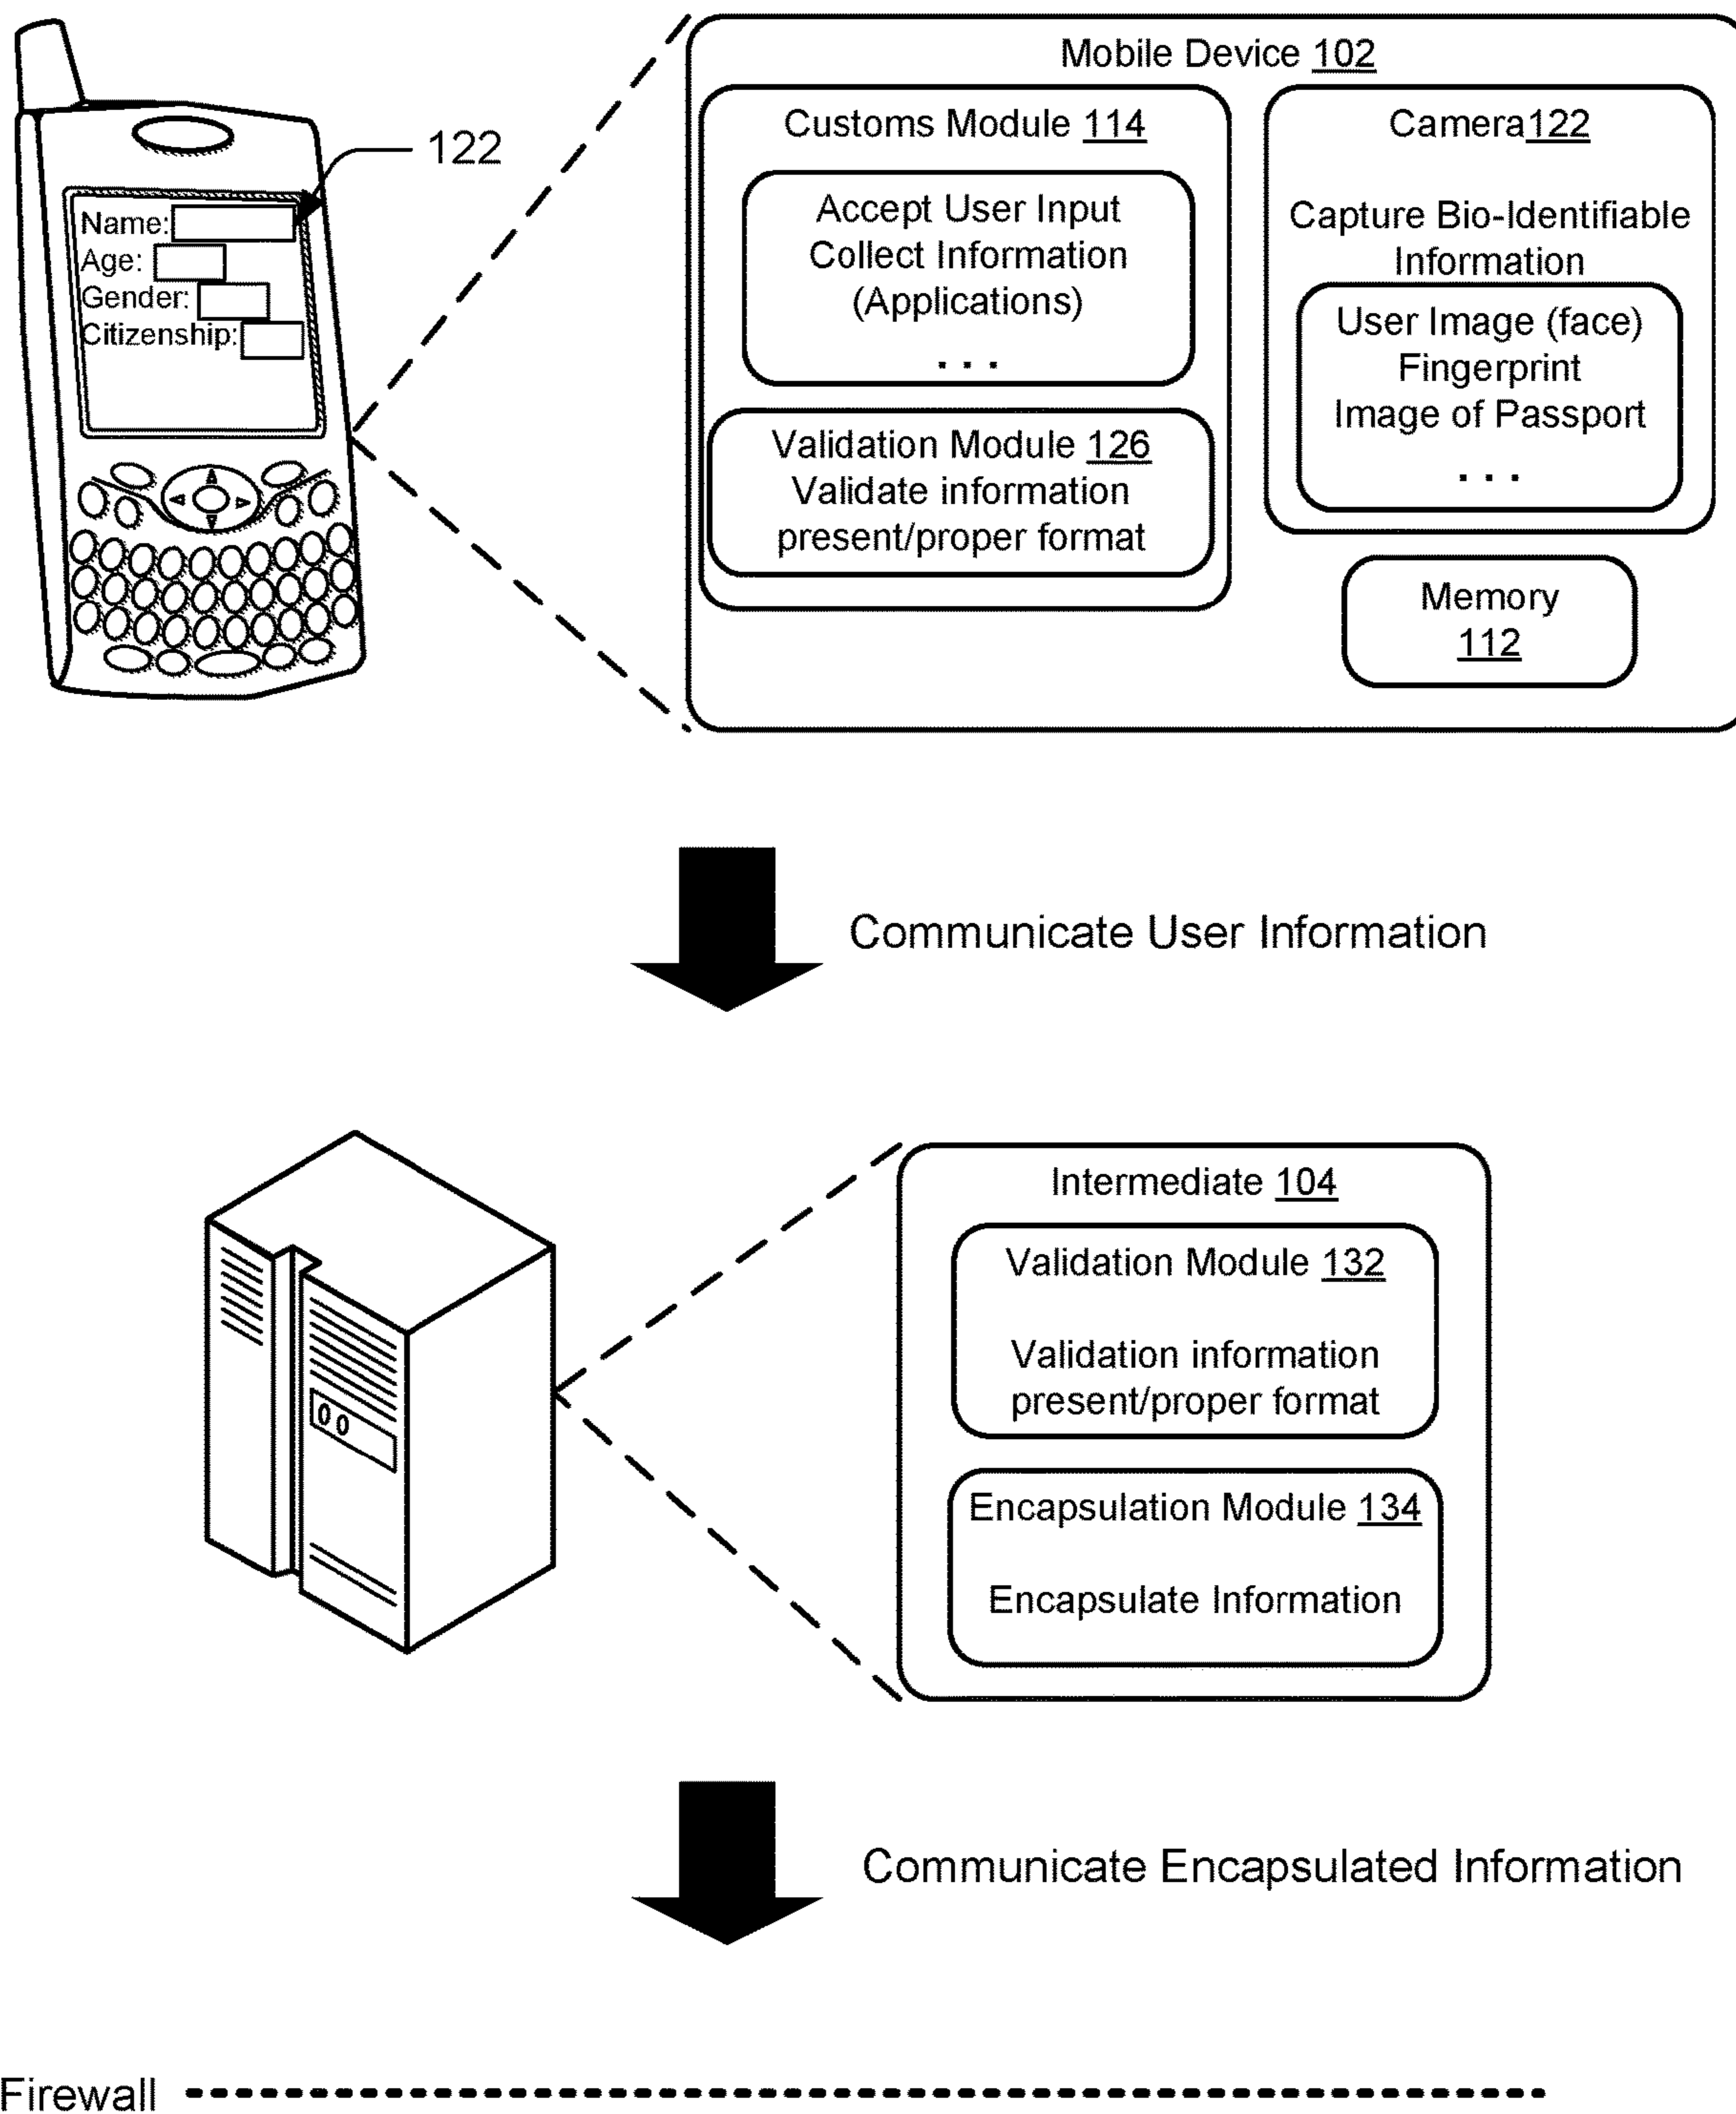 122
Name:
Age:
Gender:
Citizenship:
Mobile Device 102
Customs Module 114
Accept User Input
Collect Information
(Applications)
. . .
Validation Module 126
Validate information
present/proper format
Camera122
Capture Bio-Identifiable
Information
User Image (face)
Fingerprint
Image of Passport
. . .
Memory
112
Communicate User Information
Intermediate 104
Validation Module 132
Validation information
present/proper format
Encapsulation Module 134
Encapsulate Information
Communicate Encapsulated Information
Firewall